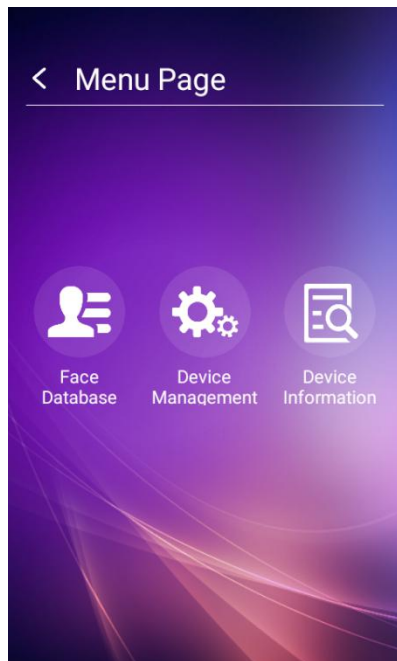 Menu Page
Face
Database
Device
Management
Device
Information